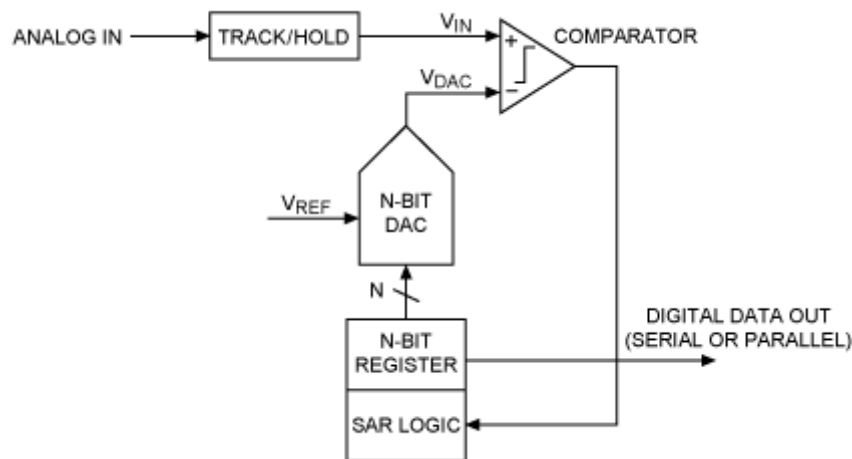 ANALOG IN
TRACK/HOLD
VIN
COMPARATOR
+
−
VDAC
VREF
N-BIT
DAC
N
N-BIT
REGISTER
DIGITAL DATA OUT
(SERIAL OR PARALLEL)
SAR LOGIC